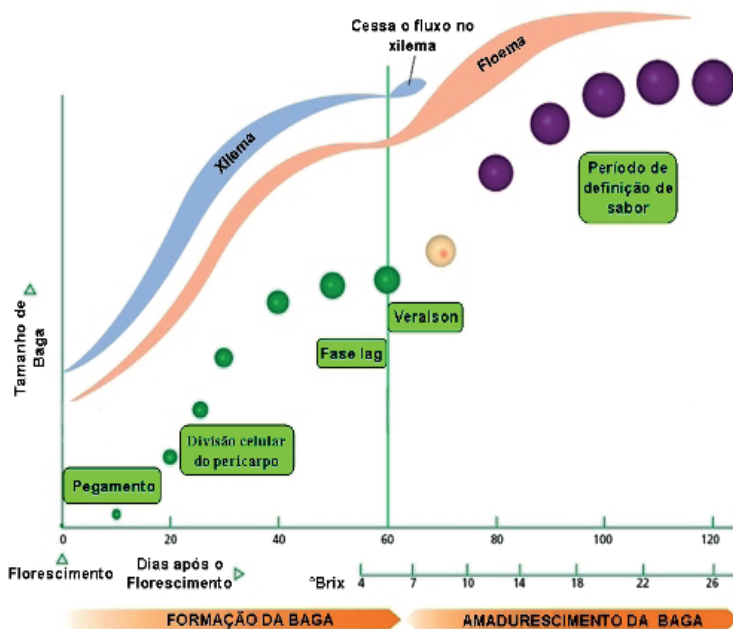 Cessa o fluxo no
xilema
Floema
Xilema
Período de
definição de
sabor
Tamanho de
Baga
Veraison
Fase lag
Divisão celular
do pericarpo
Pegamento
0 20 40 60 80 100 120
Florescimento
Dias após o
Florescimento
°Brix 4 7 10 14 18 22 26
FORMAÇÃO DA BAGA
AMADURESCIMENTO DA BAGA